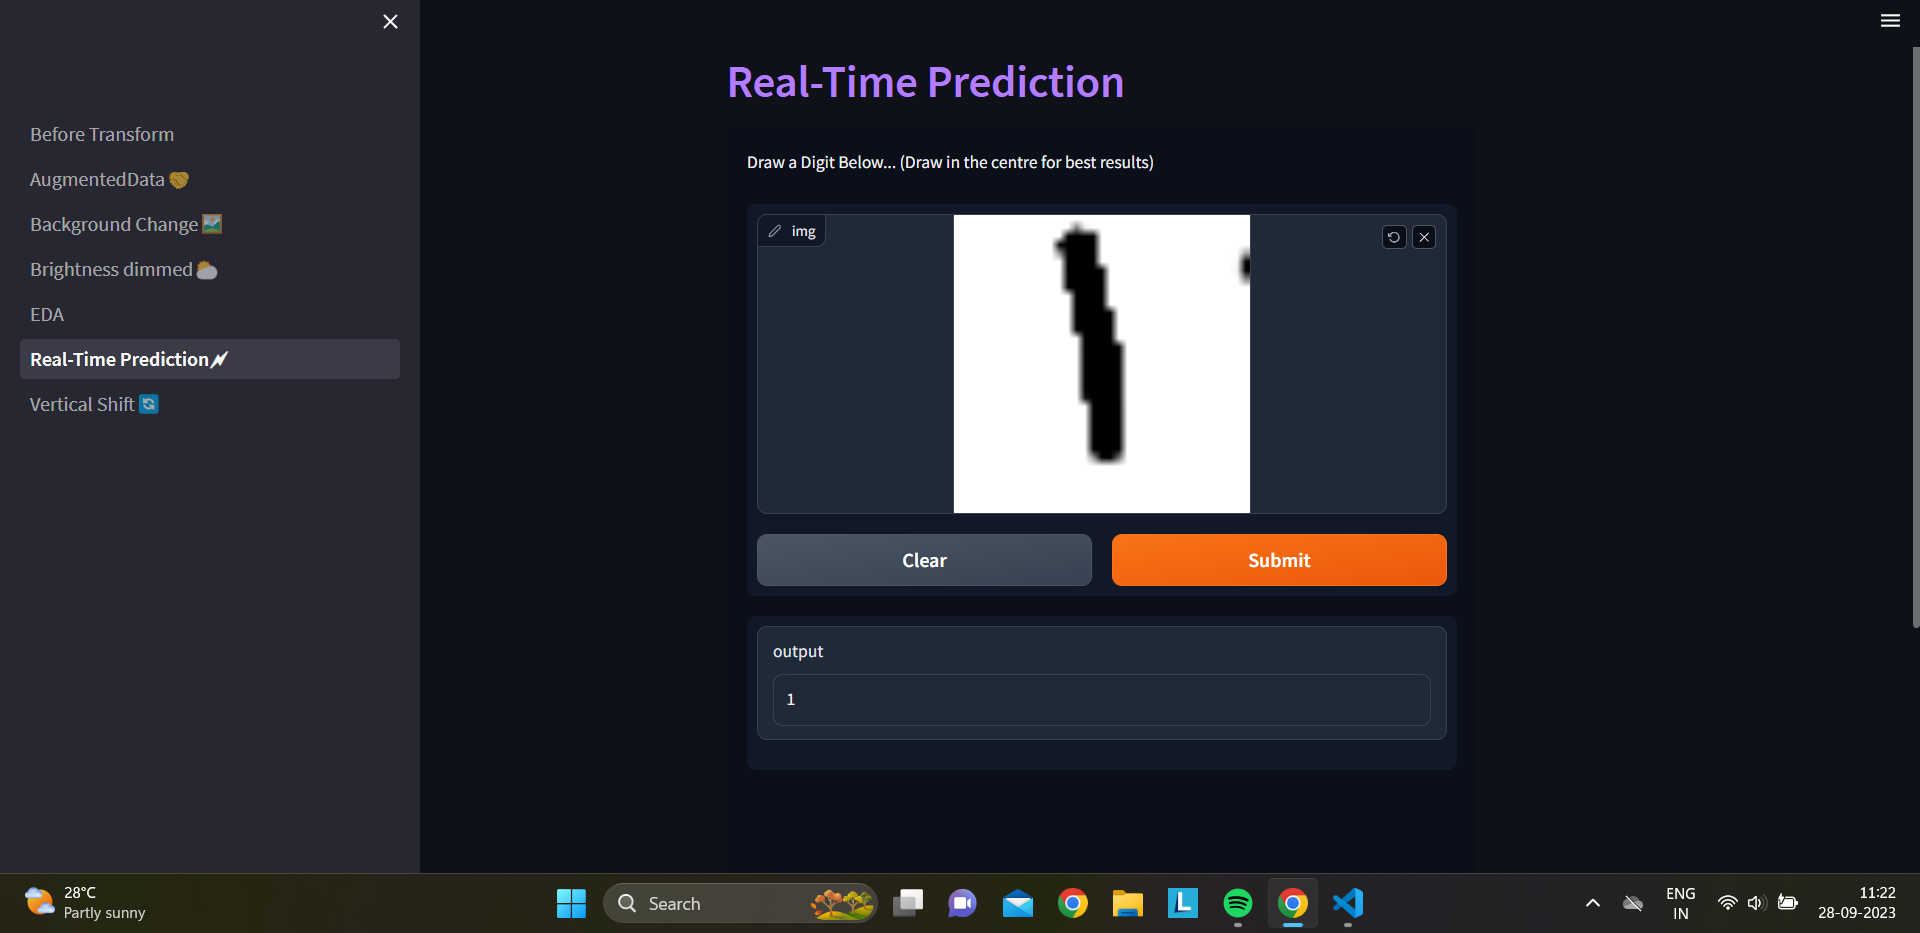 Before Transform
AugmentedData
Background Change
Brightness dimmed
EDA
Real-Time Prediction
Vertical Shift
Real-Time Prediction
Draw a Digit Below... (Draw in the centre for best results)
img
Clear
Submit
output
1
28°C
Partly sunny
Search
L
ENG
IN
11:22
28-09-2023